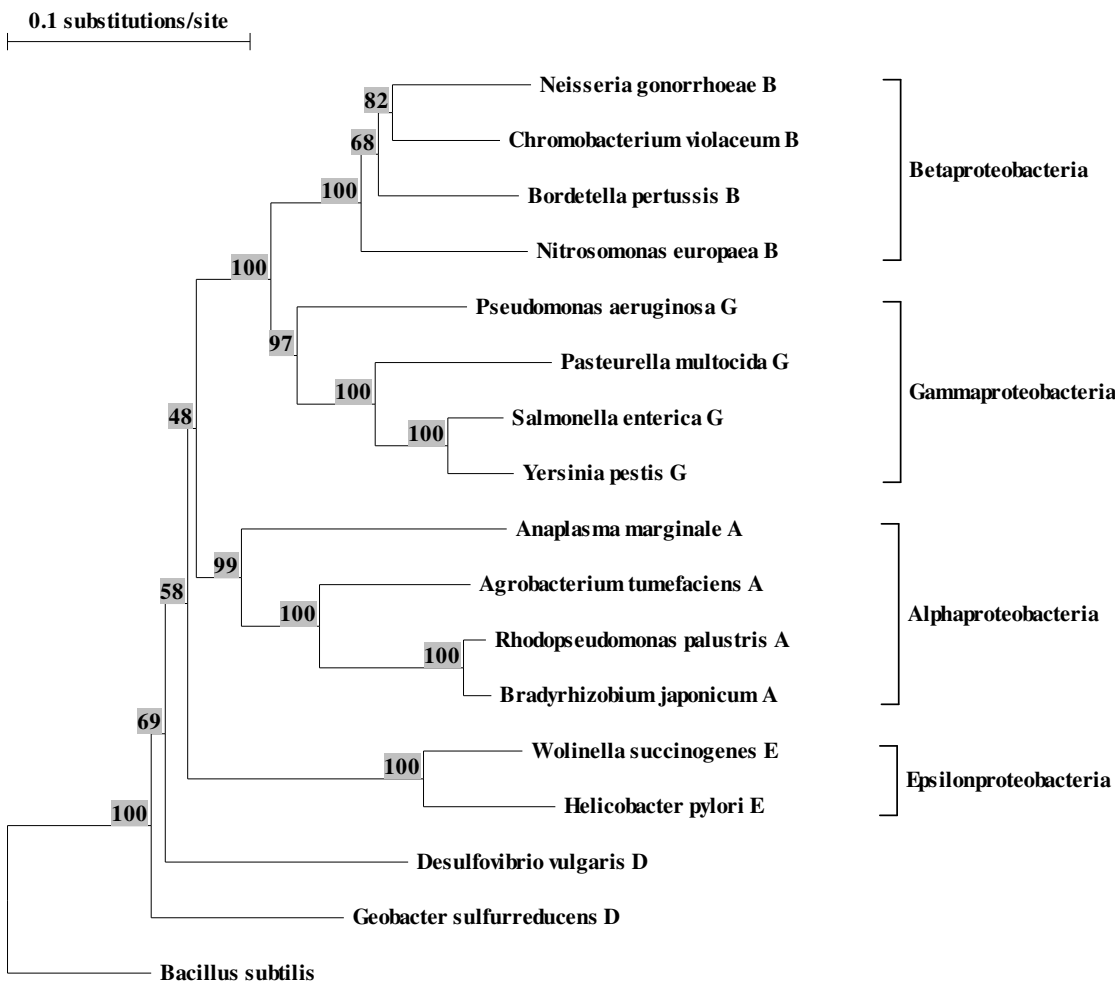 0.1 substitutions/site
Neisseria gonorrhoeae B
82
Chromobacterium violaceum B
68
Betaproteobacteria
100
Bordetella pertussis B
Nitrosomonas europaea B
100
Pseudomonas aeruginosa G
97
Pasteurella multocida G
100
Gammaproteobacteria
48
Salmonella enterica G
100
Yersinia pestis G
Anaplasma marginale A
99
58
Agrobacterium tumefaciens A
100
Alphaproteobacteria
Rhodopseudomonas palustris A
100
Bradyrhizobium japonicum A
69
Wolinella succinogenes E
100
Epsilonproteobacteria
Helicobacter pylori E
100
Desulfovibrio vulgaris D
Geobacter sulfurreducens D
Bacillus subtilis